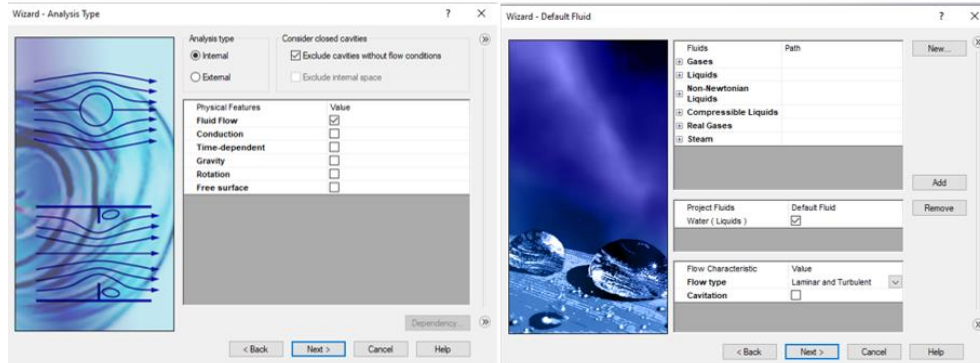 Wizard - Analysis Type ? ×
Analysis type
Internal
External
Consider closed cavities
Exclude cavities without flow conditions
Exclude internal space
Physical Features Value
Fluid Flow
Conduction
Time-dependent
Gravity
Rotation
Free surface
Dependency...
< Back Next > Cancel Help
Wizard - Default Fluid ? ×
Fluids Path
Gases
Liquids
Non-Newtonian
Liquids
Compressible Liquids
Real Gases
Steam
New...
Add
Project Fluids Default Fluid
Water ( Liquids )
Remove
Flow Characteristic Value
Flow type Laminar and Turbulent
Cavitation
< Back Next > Cancel Help